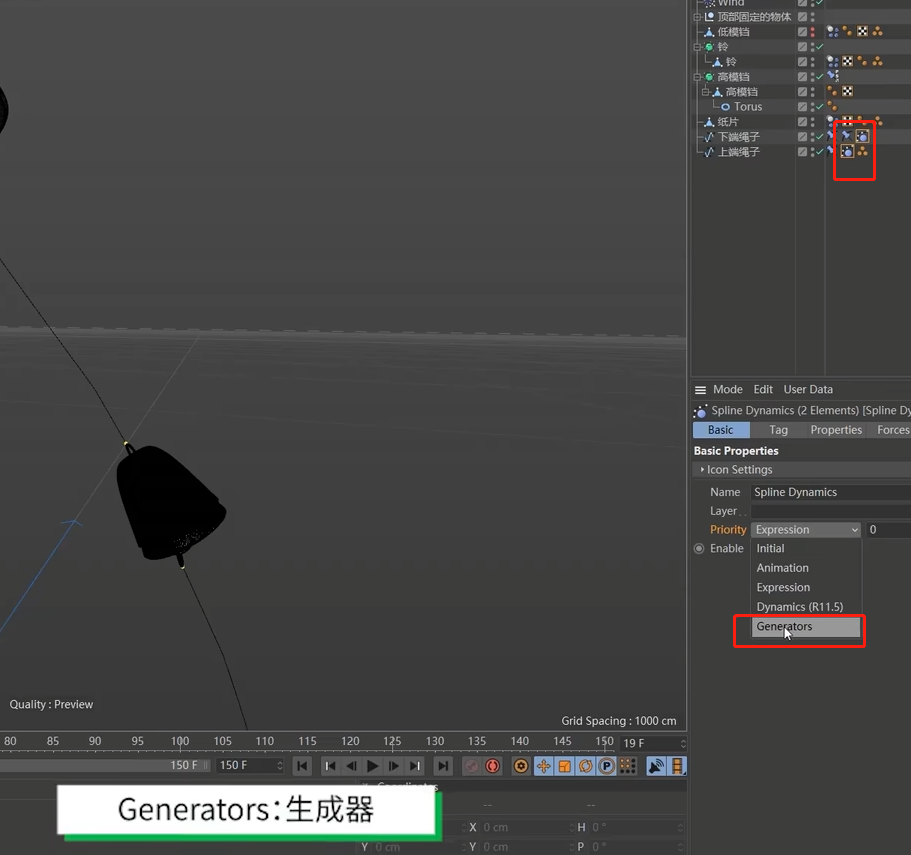 Wind
顶部固定的物体
低模铛
铃
铃
高模铛
高模铛
Torus
纸片
下端绳子
上端绳子
Mode Edit User Data
Spline Dynamics (2 Elements) [Spline Dy
Basic Tag Properties Forces
Basic Properties
Icon Settings
Name Spline Dynamics
Layer
Priority Expression 0
Enable
Initial
Animation
Expression
Dynamics (R11.5)
Generators
Quality : Preview
Grid Spacing : 1000 cm
80 85 90 95 100 105 110 115 120 125 130 135 140 145 150 19 F
150 F 150 F
Coordinates
Generators：生成器
-- --
X 0 cm H 0 °
Y 0 cm Y 0 cm P 0 °